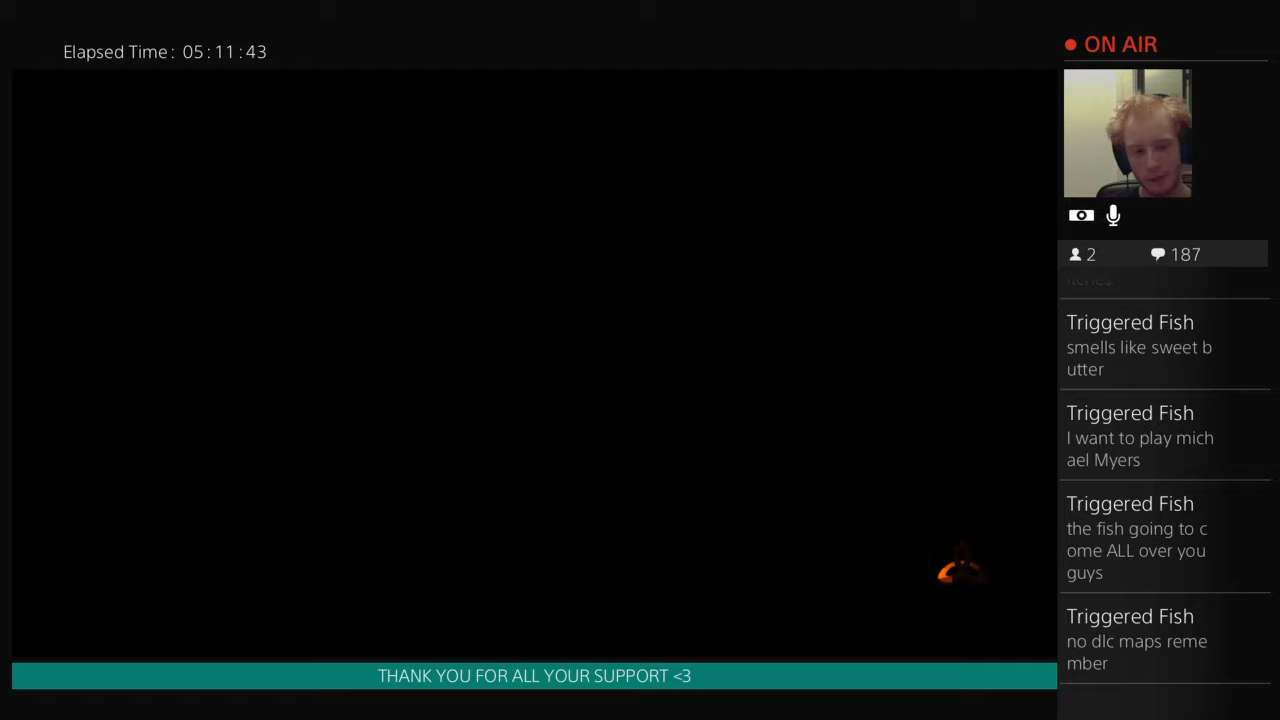 Elapsed Time: 05:11:43
ON AIR
2 187
Triggered Fish
smells like sweet b
utter
Triggered Fish
I want to play mich
ael Myers
Triggered Fish
the fish going to c
ome ALL over you
guys
Triggered Fish
no dlc maps reme
mber
THANK YOU FOR ALL YOUR SUPPORT <3